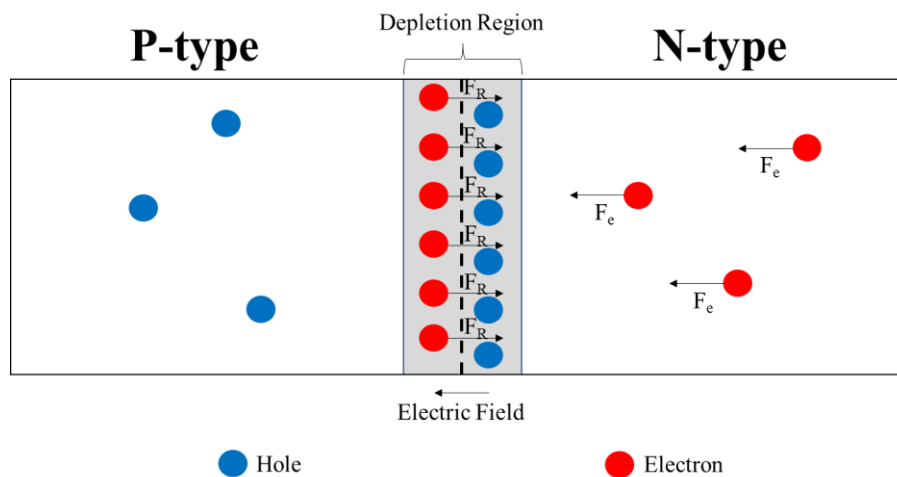 Depletion Region
P-type
N-type
F_R
F_R
F_R
F_R
F_R
F_R
F_e
F_e
F_e
Electric Field
Hole
Electron